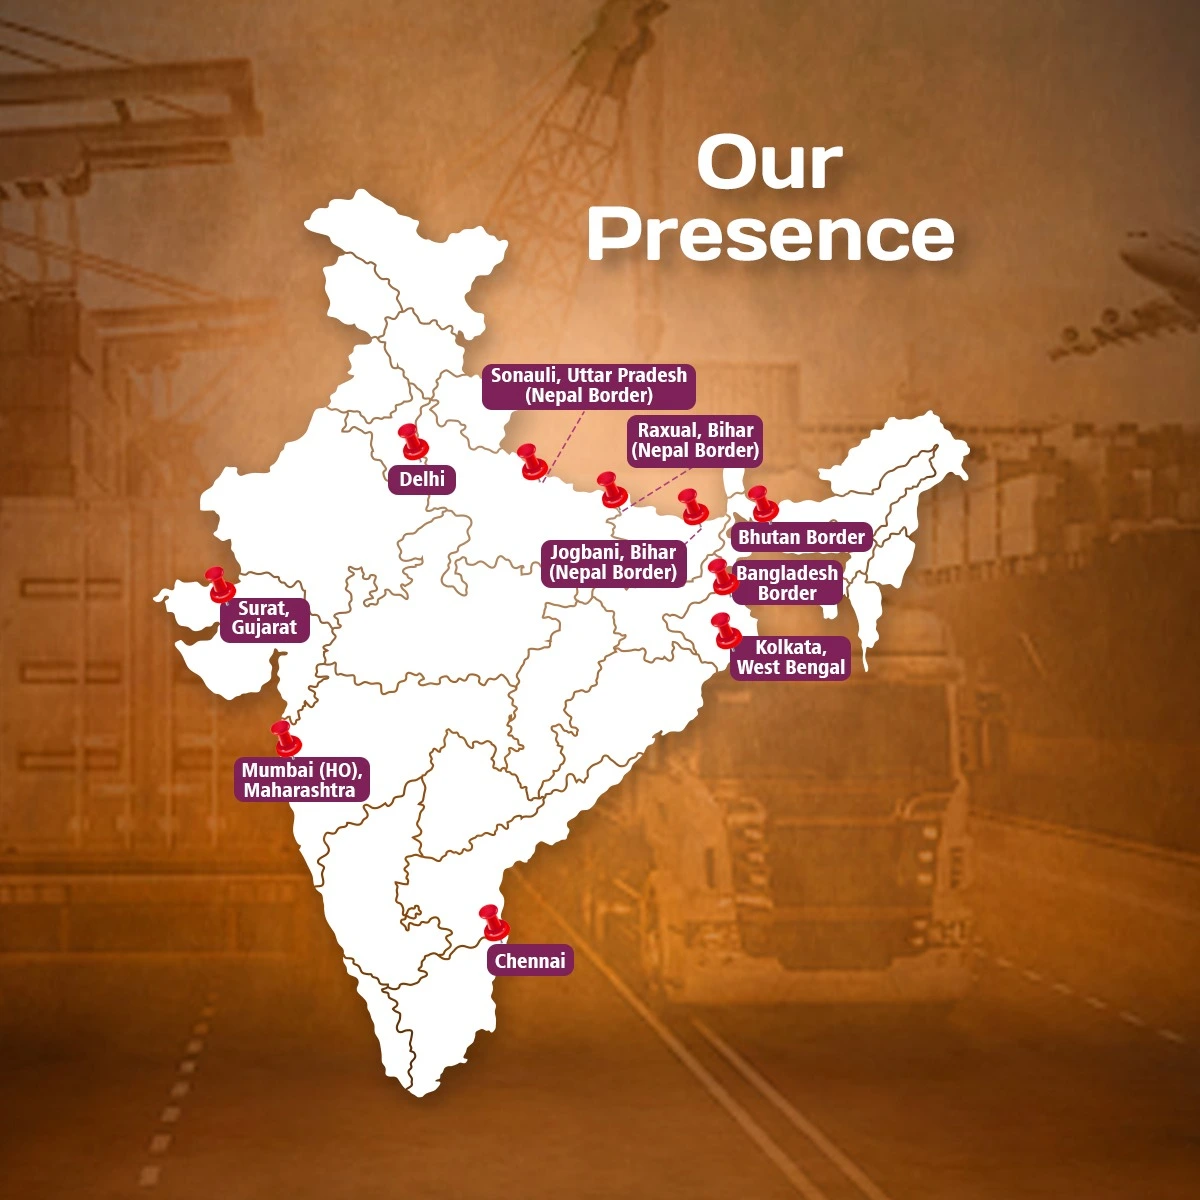 Our
Presence
Sonauli, Uttar Pradesh
(Nepal Border)
Raxual, Bihar
(Nepal Border)
Delhi
Bhutan Border
Jogbani, Bihar
(Nepal Border)
Bangladesh
Border
Surat,
Gujarat
Kolkata,
West Bengal
Mumbai (HO),
Maharashtra
Chennai